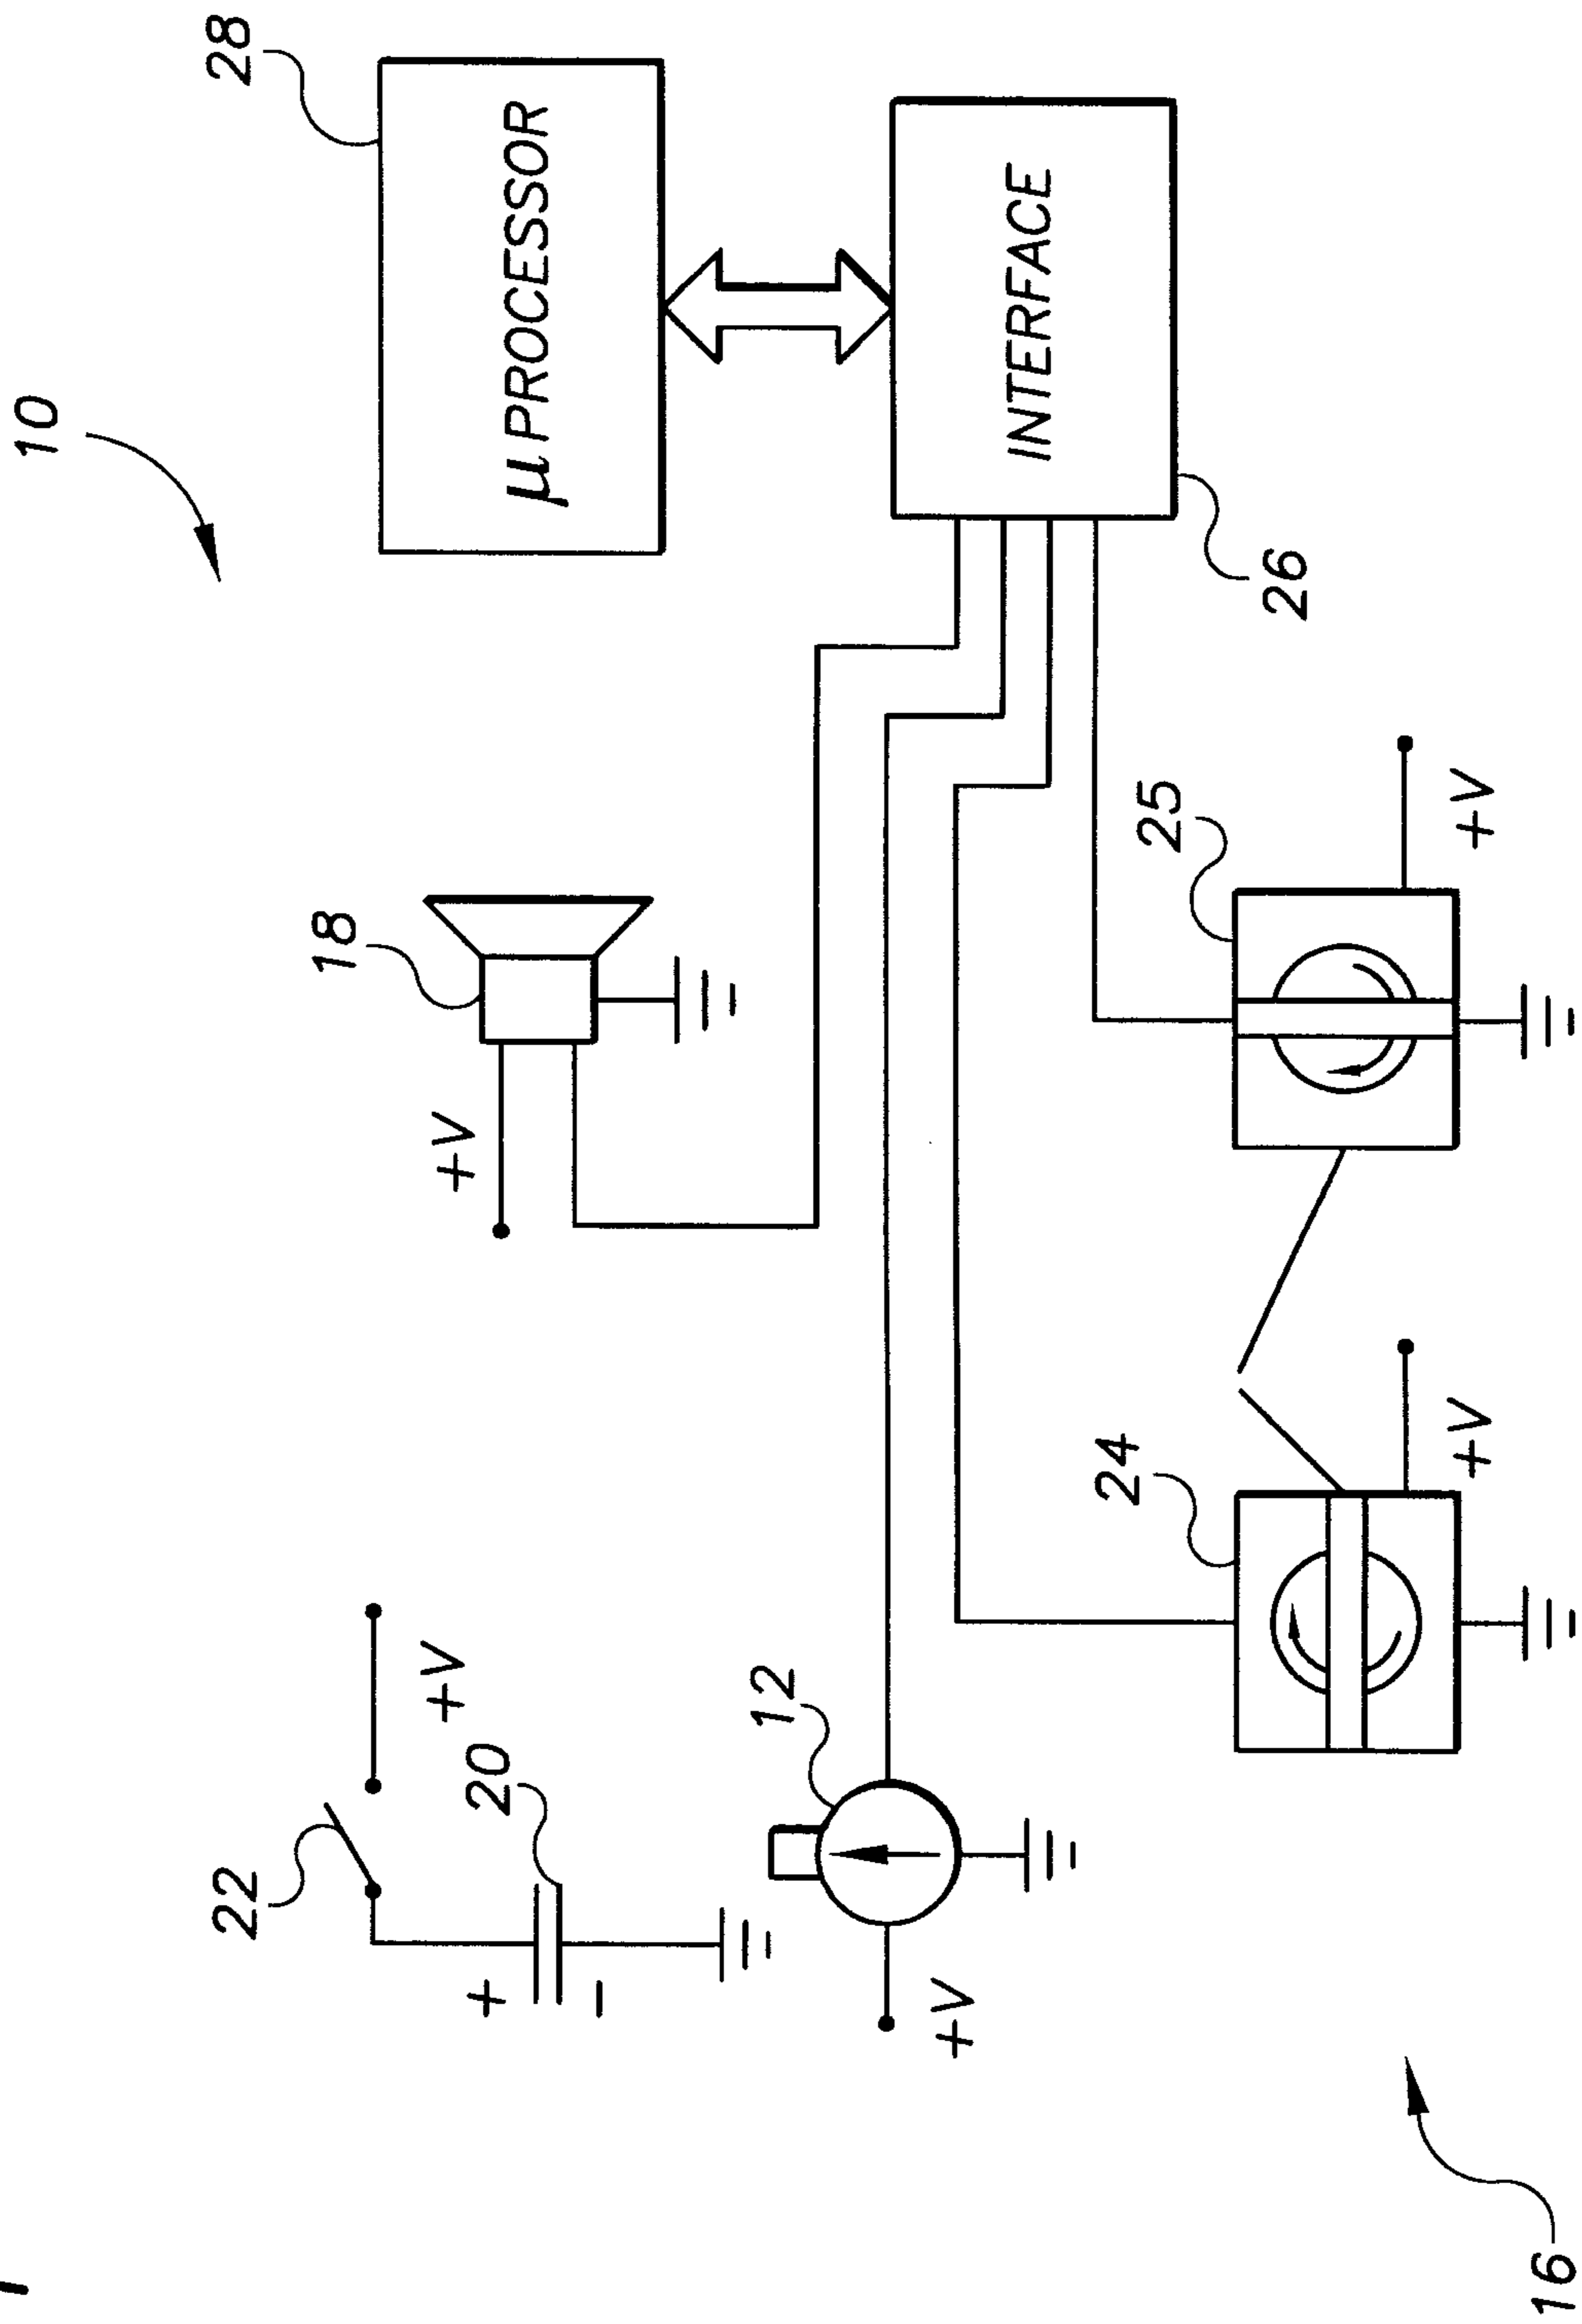 10
28
μPROCESSOR
18
+V
INTERFACE
26
22
+V
20
+
−
12
+V
24
+V
25
+V
16